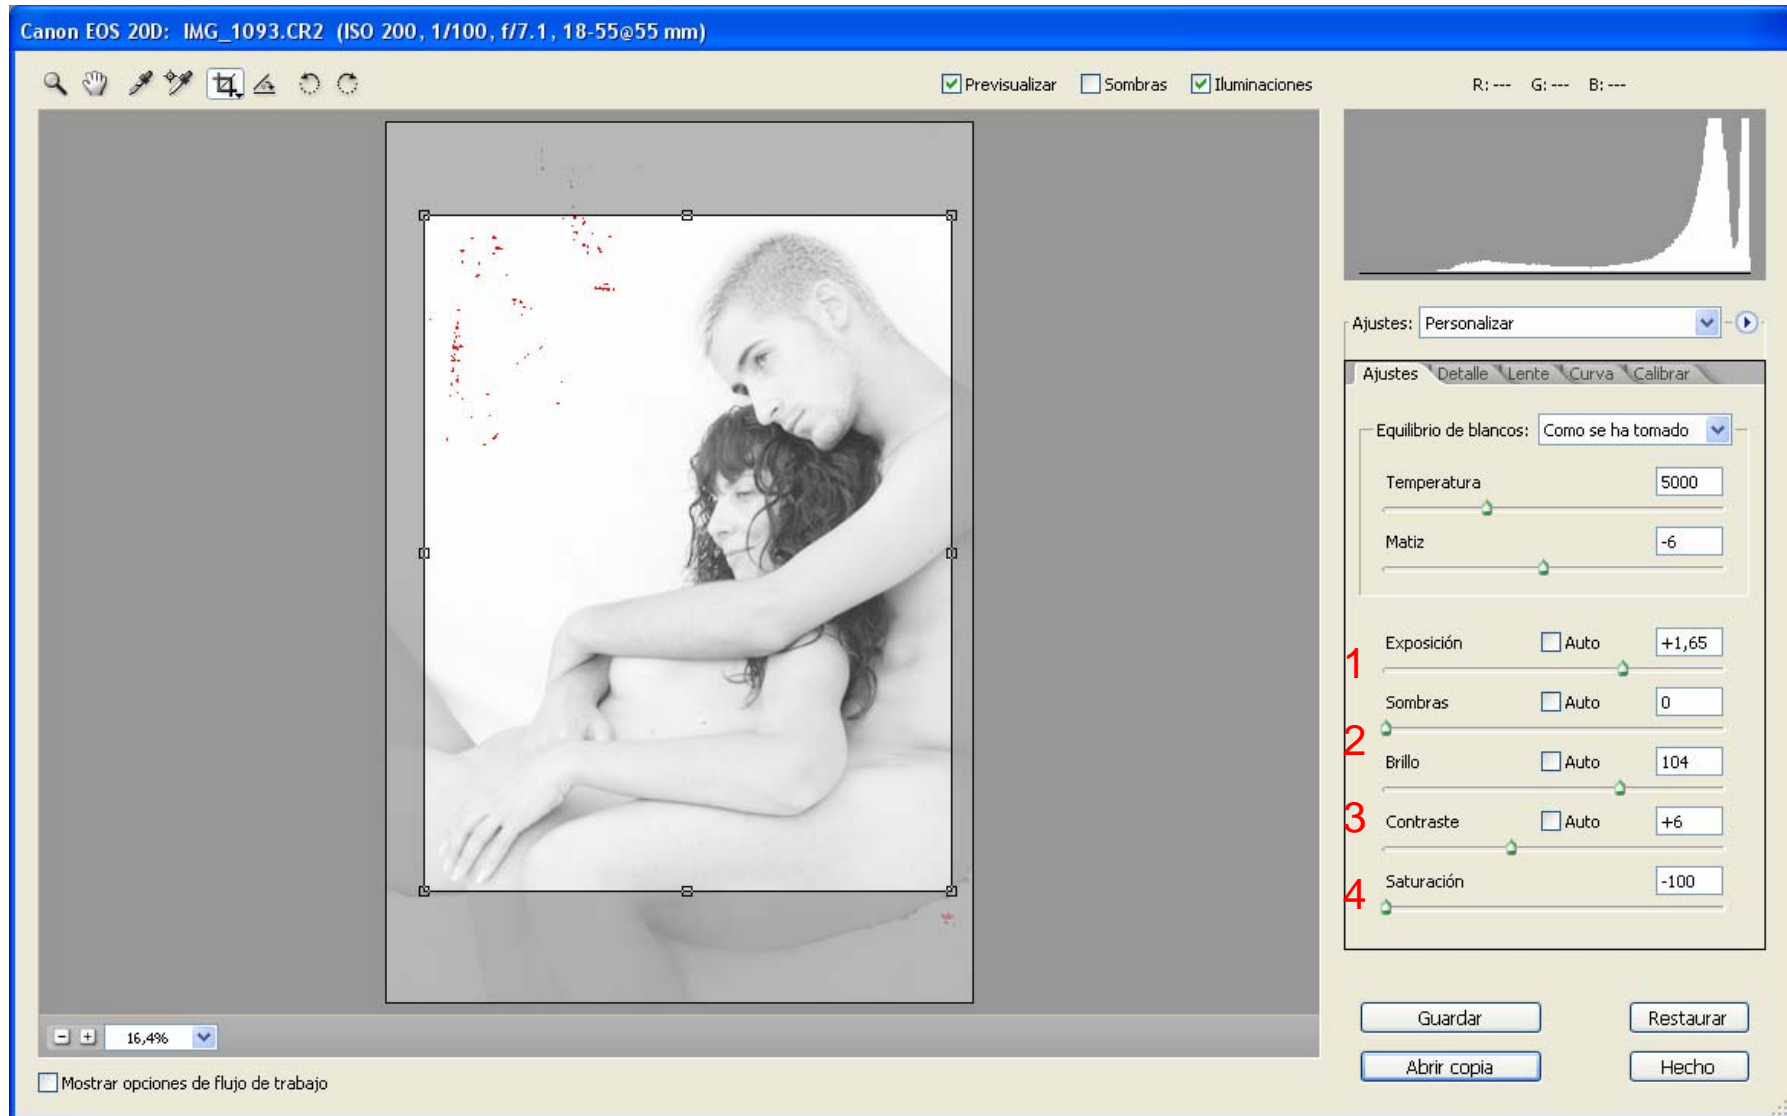 Canon EOS 20D: IMG_1093.CR2 (ISO 200, 1/100, f/7.1, 18-55@55 mm)
Previsualizar Sombras Iluminaciones R: --- G: --- B: ---
Ajustes: Personalizar
Ajustes Detalle Lente Curva Calibrar
Equilibrio de blancos: Como se ha tomado
Temperatura 5000
Matiz -6
Exposición Auto +1,65
1
Sombras Auto 0
2
Brillo Auto 104
3 Contraste Auto +6
Saturación -100
4
Guardar Restaurar
16,4%
Abrir copia Hecho
Mostrar opciones de flujo de trabajo